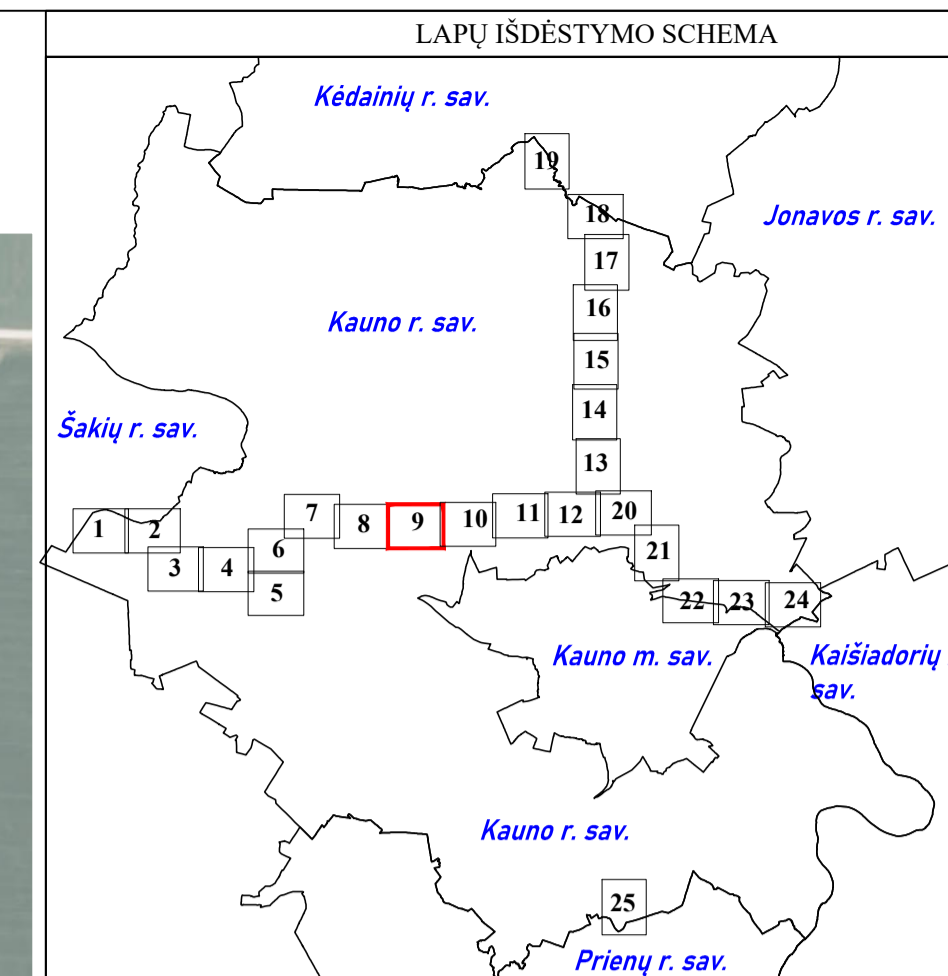 LAPŲ IŠDĖSTYMO SCHEMA
Kėdainių r. sav.
19
18
Jonavos r. sav.
17
16
Kauno r. sav.
15
14
Šakių r. sav.
13
7
8
9
10
11
12
20
1
2
6
21
3
4
5
22
23
24
Kauno m. sav.
Kaišiadorių
sav.
Kauno r. sav.
25
Prienų r. sav.